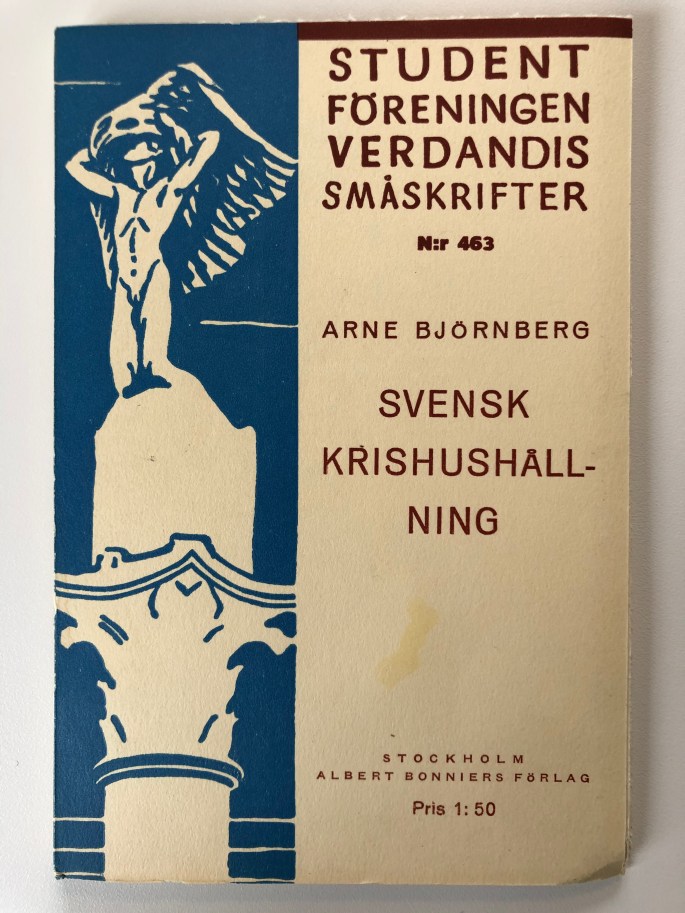 STUDENT
FÖRENINGEN
VERDANDIS
SMÅSKRIFTER
N:r 463
ARNE BJÖRNBERG
SVENSK
KRISHUSHÅLL-
NING
STOCKHOLM
ALBERT BONNIERS FÖRLAG
Pris 1:50